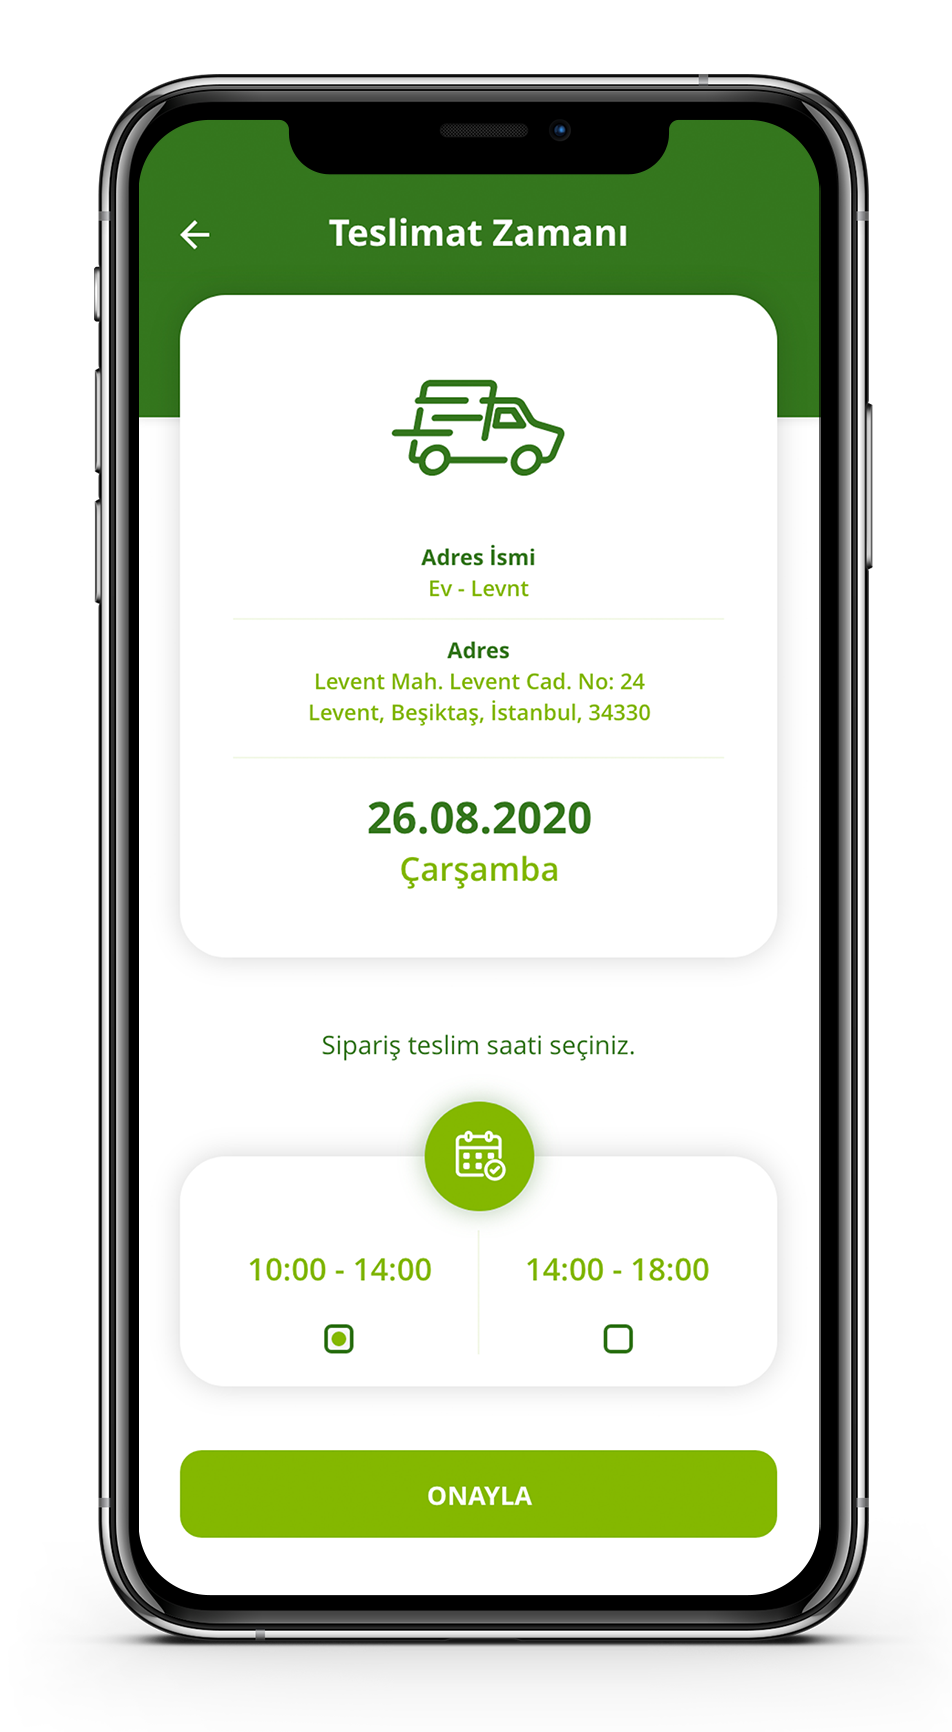 Teslimat Zamanı
Adres İsmi
Ev - Levnt
Adres
Levent Mah. Levent Cad. No: 24
Levent, Beşiktaş, İstanbul, 34330
26.08.2020
Çarşamba
Sipariş teslim saati seçiniz.
10:00 - 14:00
14:00 - 18:00
ONAYLA